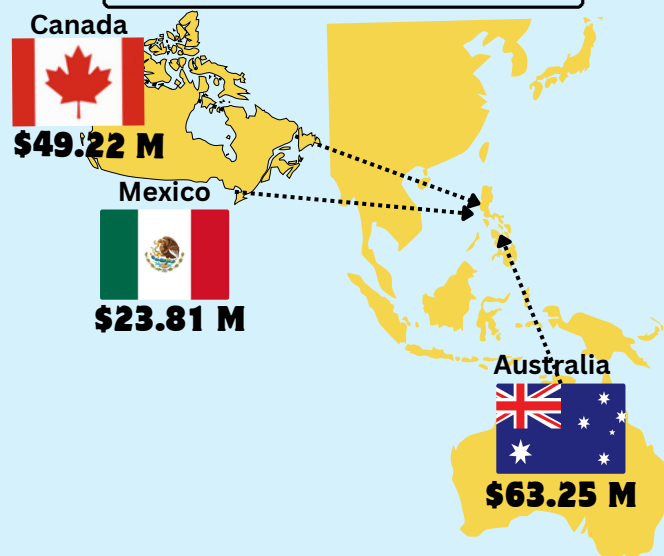 Canada
$49.22 M
Mexico
$23.81 M
Australia
$63.25 M